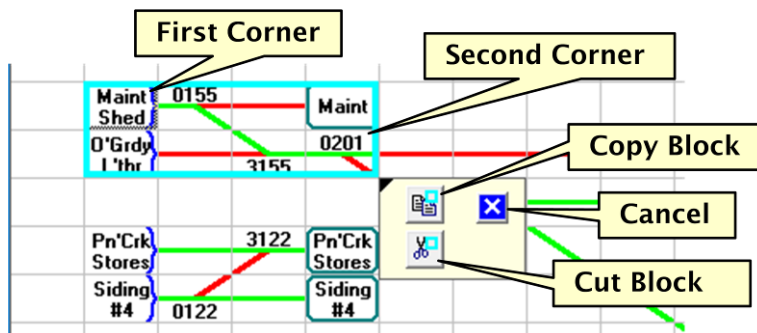 First Corner
Second Corner
Maint
Shed
0155
Maint
O'Grdy
L'thr
3155
0201
Copy Block
Cancel
Cut Block
Pn'Crk
Stores
3122
Pn'Crk
Stores
Siding
#4
0122
Siding
#4